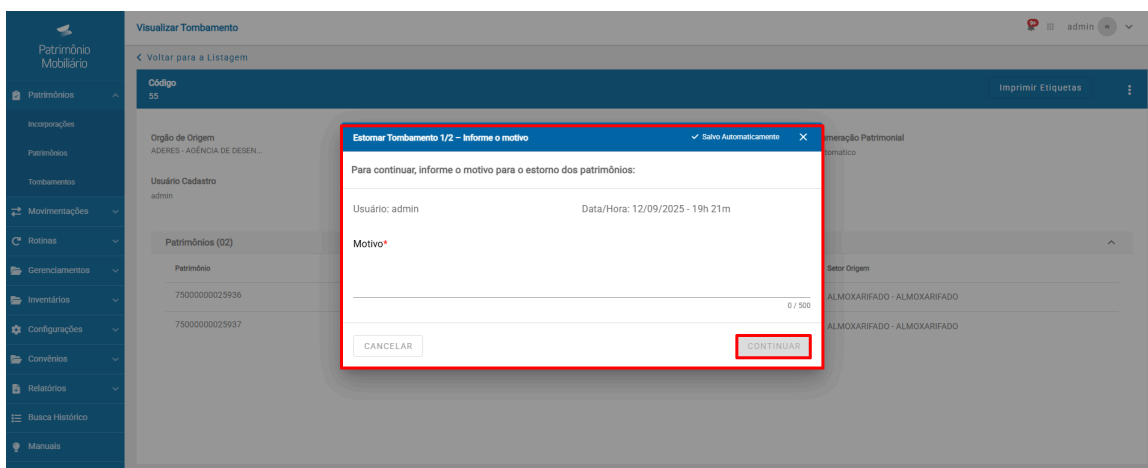 Patrimônio
Mobiliário
Patrimônios
Incorporações
Patrimônios
Tombamentos
Movimentações
Rotinas
Gerenciamentos
Inventários
Configurações
Convênios
Relatórios
Busca Histórico
Manuais
Visualizar Tombamento
9+
admin
Voltar para a Listagem
Código
55
Imprimir Etiquetas
Orgão de Origem
ADERES - AGÊNCIA DE DESEN...
Usuário Cadastro
admin
meração Patrimonial
tomatico
Estornar Tombamento 1/2 – Informe o motivo
Salvo Automaticamente
Para continuar, informe o motivo para o estorno dos patrimônios:
Usuário: admin
Data/Hora: 12/09/2025 - 19h 21m
Motivo*
0 / 500
CANCELAR
CONTINUAR
Patrimônios (02)
Patrimônio
Setor Origem
75000000025936
ALMOXARIFADO - ALMOXARIFADO
75000000025937
ALMOXARIFADO - ALMOXARIFADO